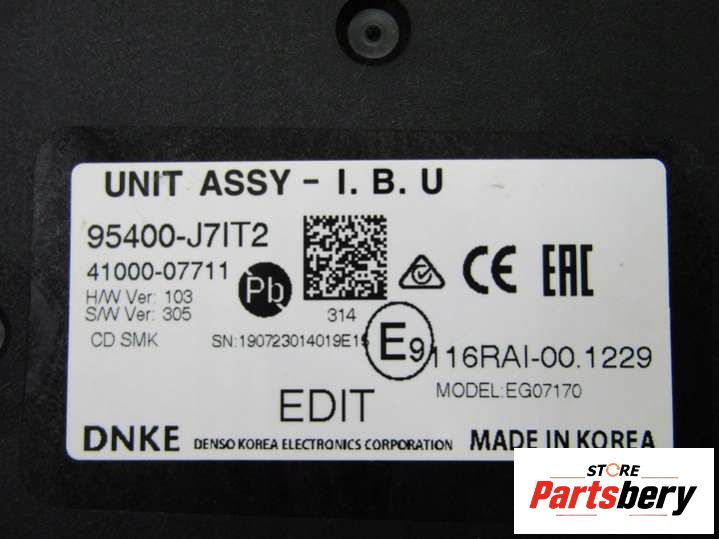 UNIT ASSY - I. B. U
95400-J7IT2
41000-07711
H/W Ver: 103
S/W Ver: 305
Pb
314
CE EAC
CD SMK
SN:190723014019E15
E9 116RAI-00.1229
MODEL:EG07170
EDIT
DNKE DENSO KOREA ELECTRONICS CORPORATION MADE IN KOREA
STORE
Partsbery